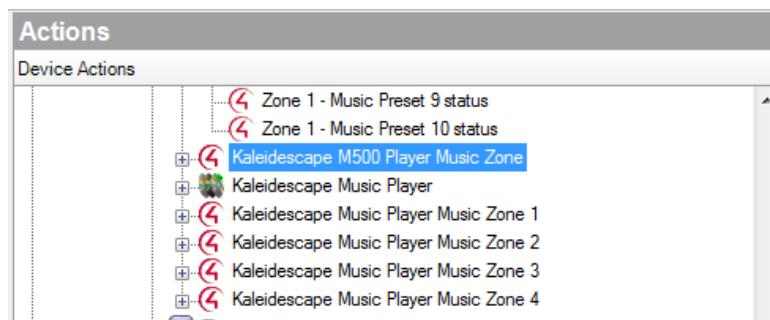 Actions
Device Actions
Zone 1 - Music Preset 9 status
Zone 1 - Music Preset 10 status
Kaleidescape M500 Player Music Zone
Kaleidescape Music Player
Kaleidescape Music Player Music Zone 1
Kaleidescape Music Player Music Zone 2
Kaleidescape Music Player Music Zone 3
Kaleidescape Music Player Music Zone 4